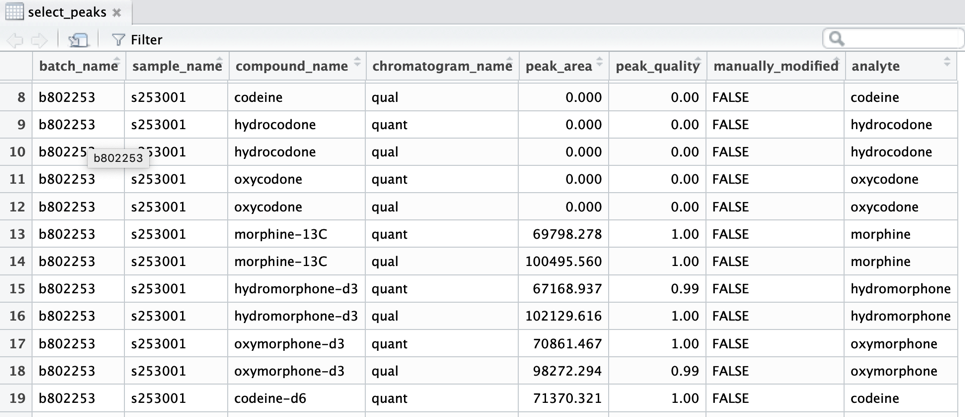 select_peaks
Filter
batch_name sample_name compound_name chromatogram_name peak_area peak_quality manually_modified analyte
8 b802253 s253001 codeine qual 0.000 0.00 FALSE codeine
9 b802253 s253001 hydrocodone quant 0.000 0.00 FALSE hydrocodone
10 b802253 s253001 hydrocodone qual 0.000 0.00 FALSE hydrocodone
b802253
11 b802253 s253001 oxycodone quant 0.000 0.00 FALSE oxycodone
12 b802253 s253001 oxycodone qual 0.000 0.00 FALSE oxycodone
13 b802253 s253001 morphine-13C quant 69798.278 1.00 FALSE morphine
14 b802253 s253001 morphine-13C qual 100495.560 1.00 FALSE morphine
15 b802253 s253001 hydromorphone-d3 quant 67168.937 0.99 FALSE hydromorphone
16 b802253 s253001 hydromorphone-d3 qual 102129.616 1.00 FALSE hydromorphone
17 b802253 s253001 oxymorphone-d3 quant 70861.467 1.00 FALSE oxymorphone
18 b802253 s253001 oxymorphone-d3 qual 98272.294 0.99 FALSE oxymorphone
19 b802253 s253001 codeine-d6 quant 71370.321 1.00 FALSE codeine